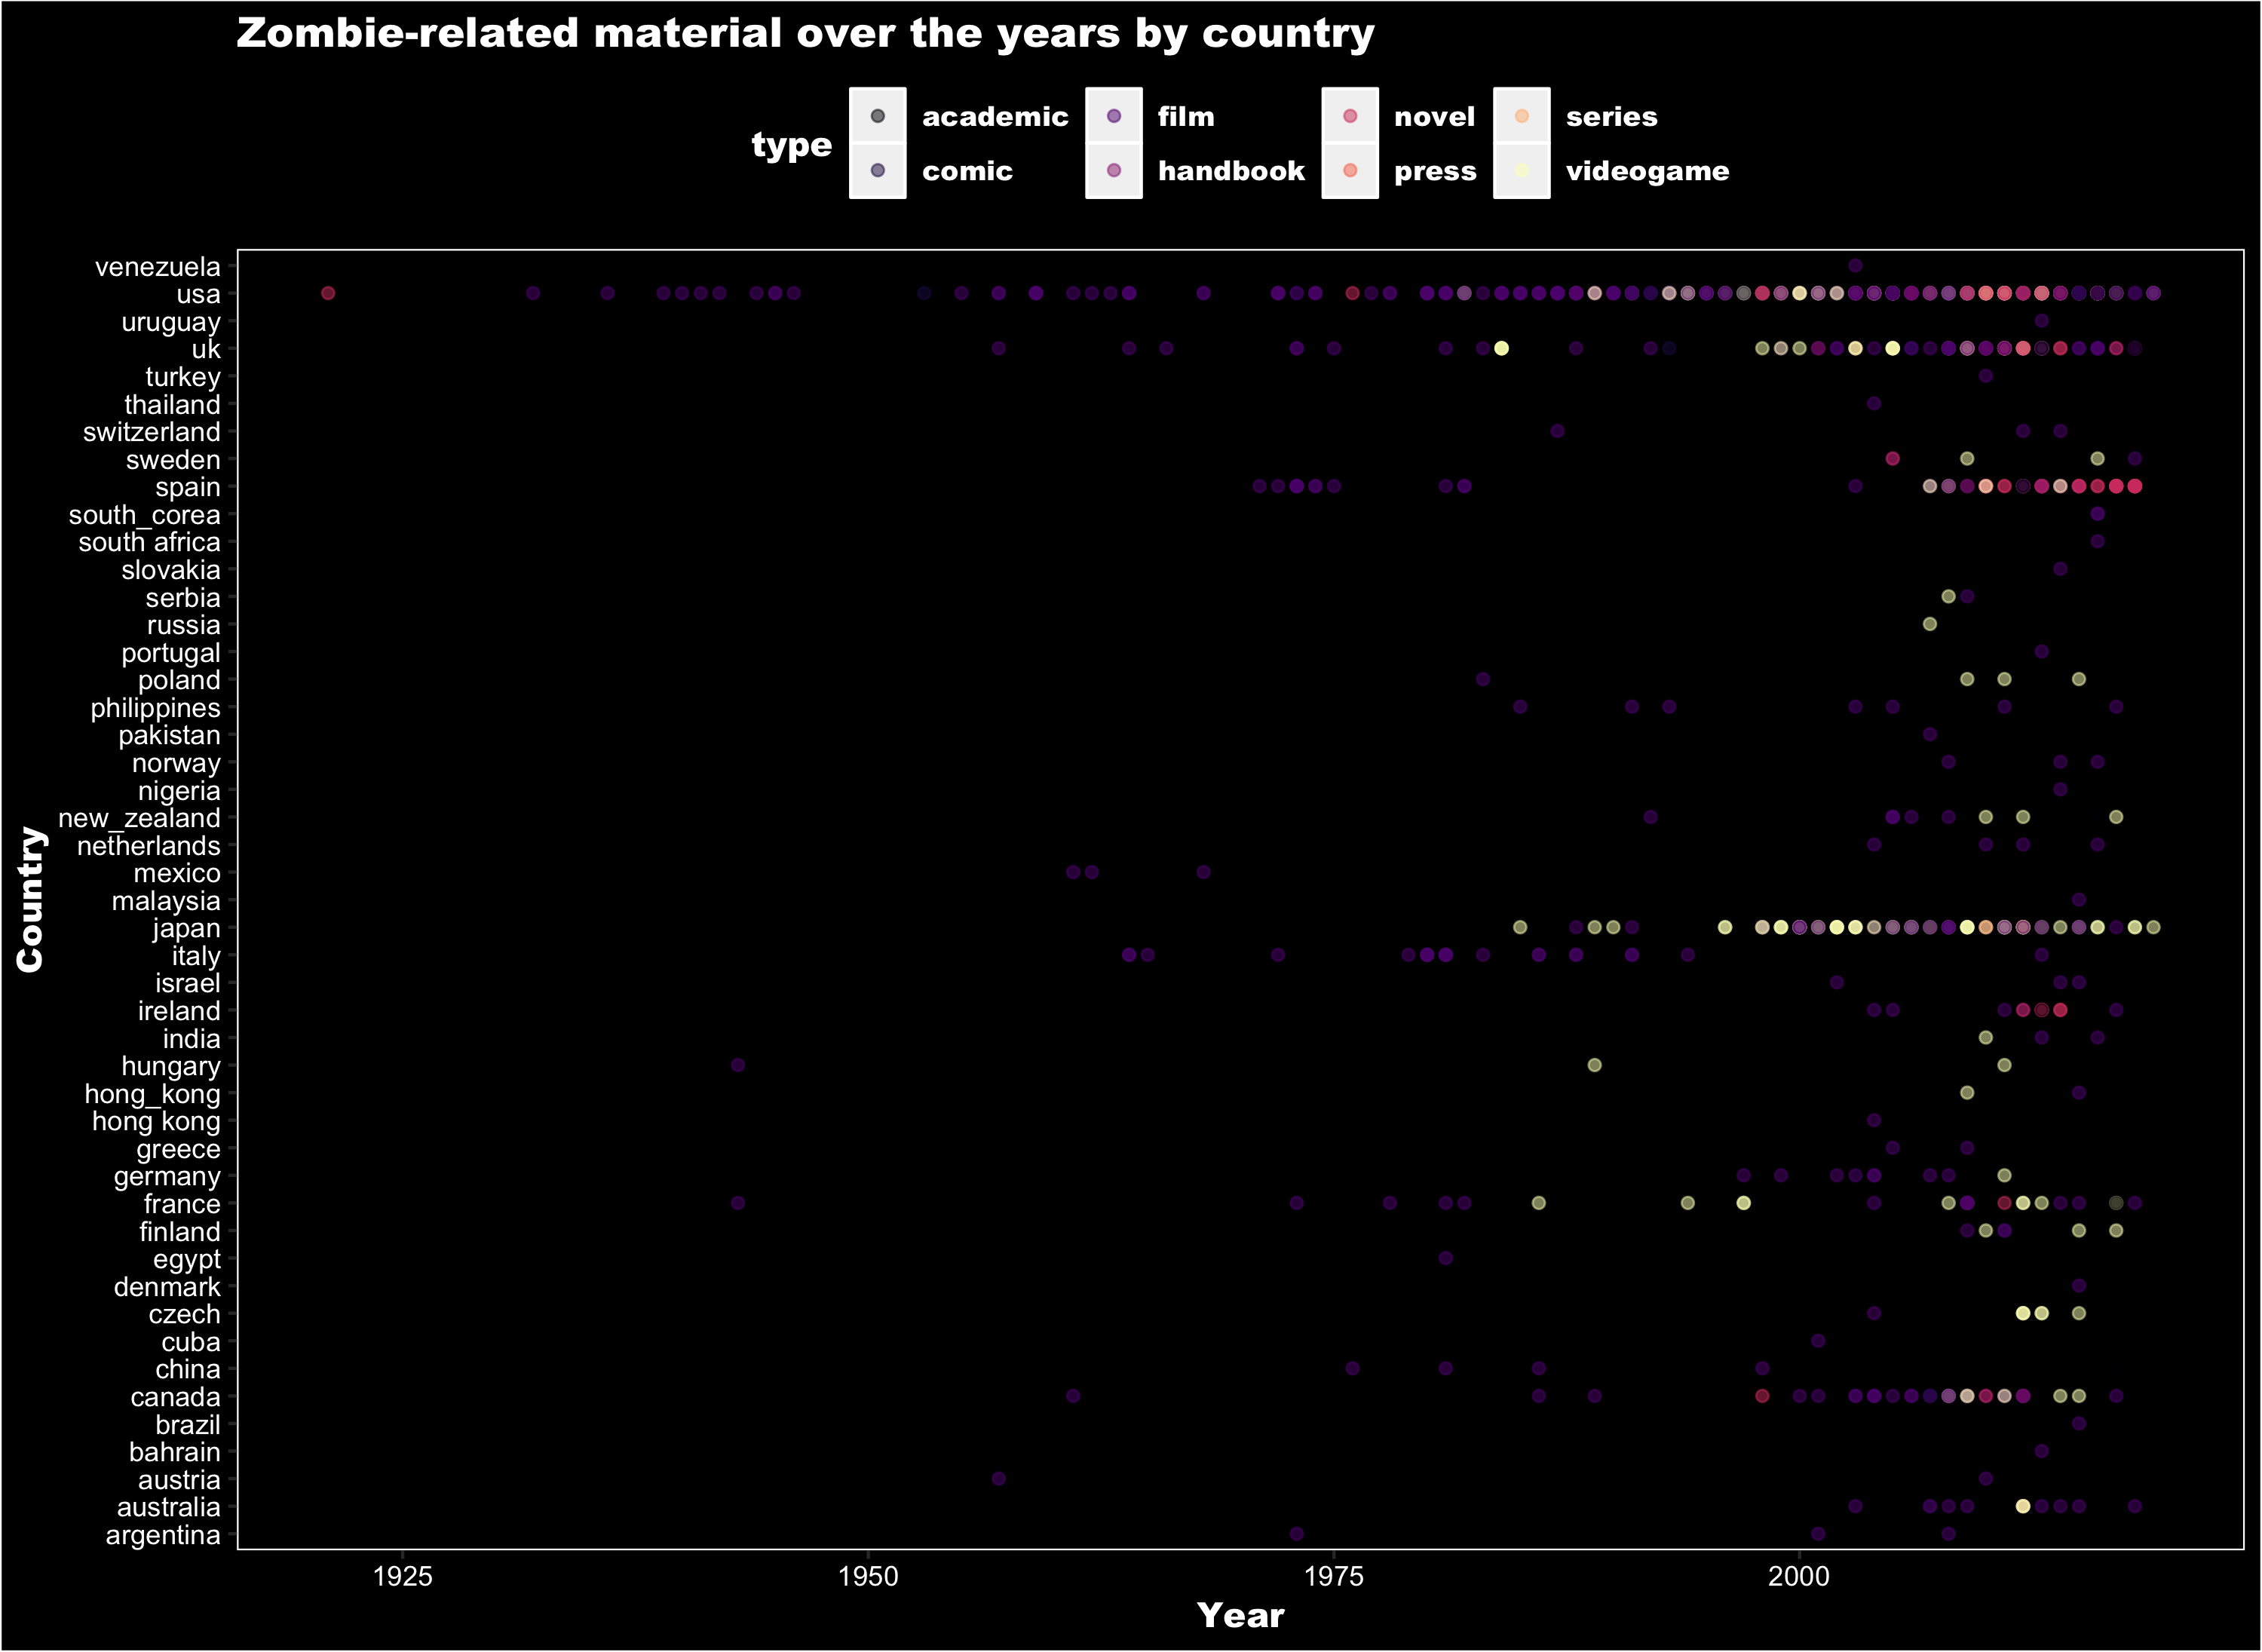 Zombie-related material over the years by country
type
academic
film
novel
series
comic
handbook
press
videogame
venezuela
usa
uruguay
uk
turkey
thailand
switzerland
sweden
spain
south_corea
south africa
slovakia
serbia
russia
portugal
poland
philippines
pakistan
norway
nigeria
new_zealand
netherlands
mexico
malaysia
japan
italy
israel
ireland
india
hungary
hong_kong
hong kong
greece
germany
france
finland
egypt
denmark
czech
cuba
china
canada
brazil
bahrain
austria
australia
argentina
Country
1925
1950
1975
2000
Year